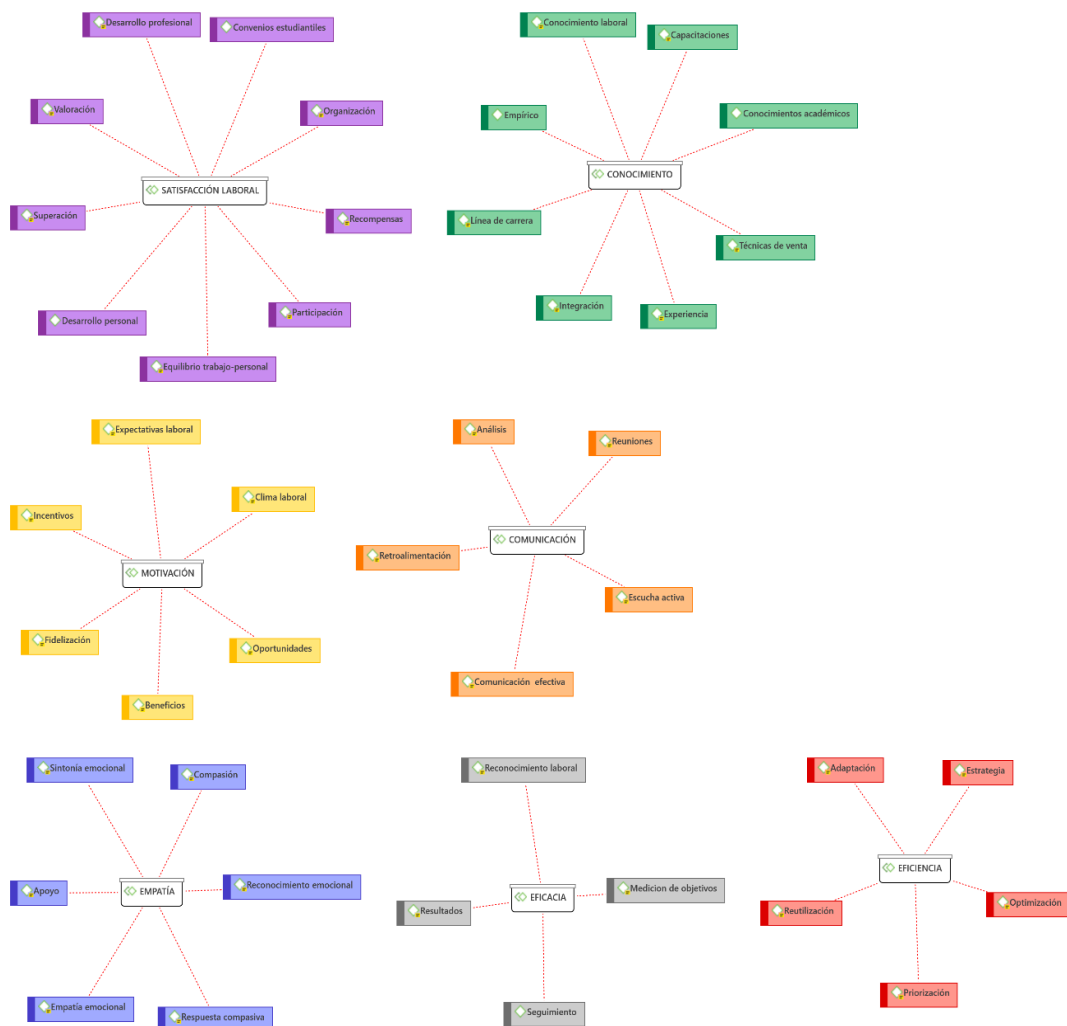 Desarrollo profesional
Convenios estudiantiles
Valoración
Organización
SATISFACCIÓN LABORAL
Superación
Recompensas
Desarrollo personal
Participación
Equilibrio trabajo-personal
Conocimiento laboral
Capacitaciones
Empírico
Conocimientos académicos
CONOCIMIENTO
Línea de carrera
Técnicas de venta
Integración
Experiencia
Expectativas laboral
Clima laboral
Incentivos
MOTIVACIÓN
Fidelización
Oportunidades
Beneficios
Análisis
Reuniones
COMUNICACIÓN
Retroalimentación
Escucha activa
Comunicación efectiva
Sintonía emocional
Compasión
Apoyo
EMPATÍA
Reconocimiento emocional
Empatía emocional
Respuesta compasiva
Reconocimiento laboral
Medicion de objetivos
EFICACIA
Resultados
Seguimiento
Adaptación
Estrategia
EFICIENCIA
Reutilización
Optimización
Priorización